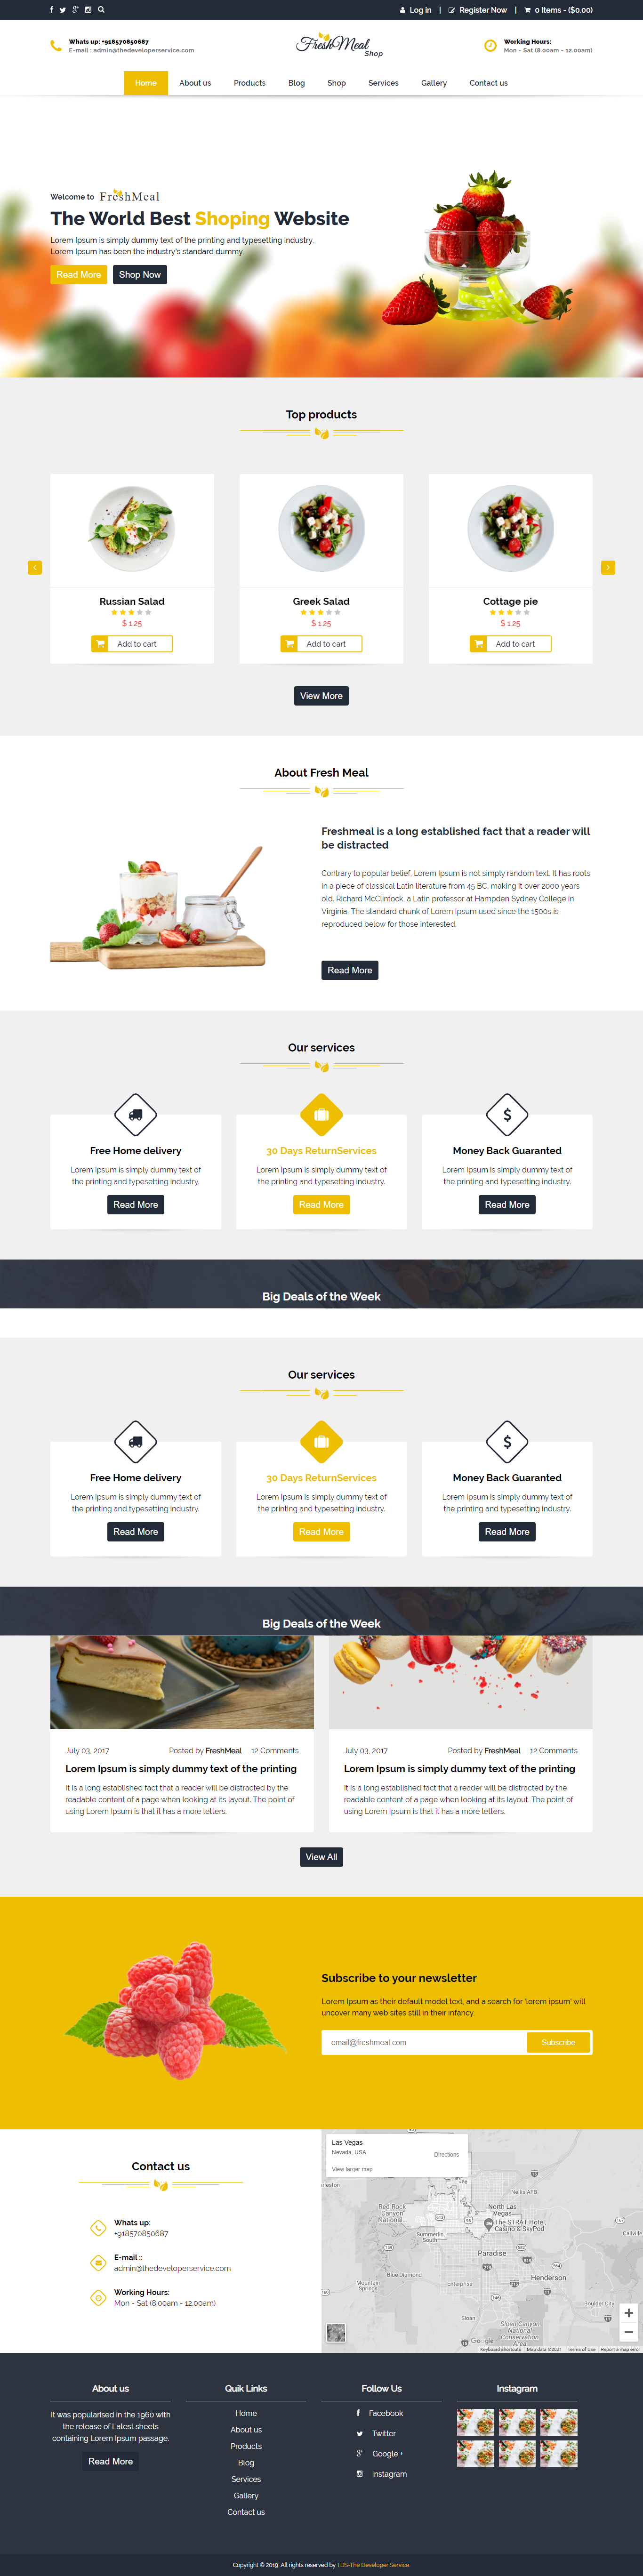 Log in | Register Now | 0 Items - ($0.00)
Whats up: +918570850687
E-mail : admin@thedeveloperservice.com
FreshMeal
Shop
Working Hours:
Mon - Sat (8.00am - 12.00am)
Home About us Products Blog Shop Services Gallery Contact us
Welcome to FreshMeal
The World Best Shoping Website
Lorem Ipsum is simply dummy text of the printing and typesetting industry.
Lorem Ipsum has been the industry's standard dummy.
Read More Shop Now
Top products
Russian Salad
$ 1.25
Add to cart
Greek Salad
$ 1.25
Add to cart
Cottage pie
$ 1.25
Add to cart
View More
About Fresh Meal
Freshmeal is a long established fact that a reader will
be distracted
Contrary to popular belief, Lorem Ipsum is not simply random text. It has roots
in a piece of classical Latin literature from 45 BC, making it over 2000 years
old. Richard McClintock, a Latin professor at Hampden Sydney College in
Virginia. The standard chunk of Lorem Ipsum used since the 1500s is
reproduced below for those interested.
Read More
Our services
Free Home delivery
Lorem Ipsum is simply dummy text of
the printing and typesetting industry.
Read More
30 Days ReturnServices
Lorem Ipsum is simply dummy text of
the printing and typesetting industry.
Read More
$
Money Back Guaranted
Lorem Ipsum is simply dummy text of
the printing and typesetting industry.
Read More
Big Deals of the Week
Our services
Free Home delivery
Lorem Ipsum is simply dummy text of
the printing and typesetting industry.
Read More
30 Days ReturnServices
Lorem Ipsum is simply dummy text of
the printing and typesetting industry.
Read More
$
Money Back Guaranted
Lorem Ipsum is simply dummy text of
the printing and typesetting industry.
Read More
Big Deals of the Week
July 03, 2017 Posted by FreshMeal 12 Comments
Lorem Ipsum is simply dummy text of the printing
It is a long established fact that a reader will be distracted by the
readable content of a page when looking at its layout. The point of
using Lorem Ipsum is that it has a more letters.
July 03, 2017 Posted by FreshMeal 12 Comments
Lorem Ipsum is simply dummy text of the printing
It is a long established fact that a reader will be distracted by the
readable content of a page when looking at its layout. The point of
using Lorem Ipsum is that it has a more letters.
View All
Subscribe to your newsletter
Lorem Ipsum as their default model text, and a search for 'lorem ipsum' will
uncover many web sites still in their infancy.
email@freshmeal.com Subscribe
Contact us
Whats up:
+918570850687
E-mail ::
admin@thedeveloperservice.com
Working Hours:
Mon - Sat (8.00am - 12.00am)
Las Vegas
Nevada, USA
Directions
View larger map
Nellis AFB
Red Rock
Canyon
National...
North Las
Vegas
The STRAT Hotel,
Casino & SkyPod
Summerlin
South
Paradise
Blue Diamond
Mountain
Springs
Enterprise
Henderson
Boulder City
Sloan
Sloan Canyon
National
Conservation
Area
Google
Keyboard shortcuts Map data ©2021 Terms of Use Report a map error
About us
It was popularised in the 1960 with
the release of Latest sheets
containing Lorem Ipsum passage.
Read More
Quik Links
Home
About us
Products
Blog
Services
Gallery
Contact us
Follow Us
Facebook
Twitter
Google +
Instagram
Instagram
Copyright © 2019. All rights reserved by TDS-The Developer Service.